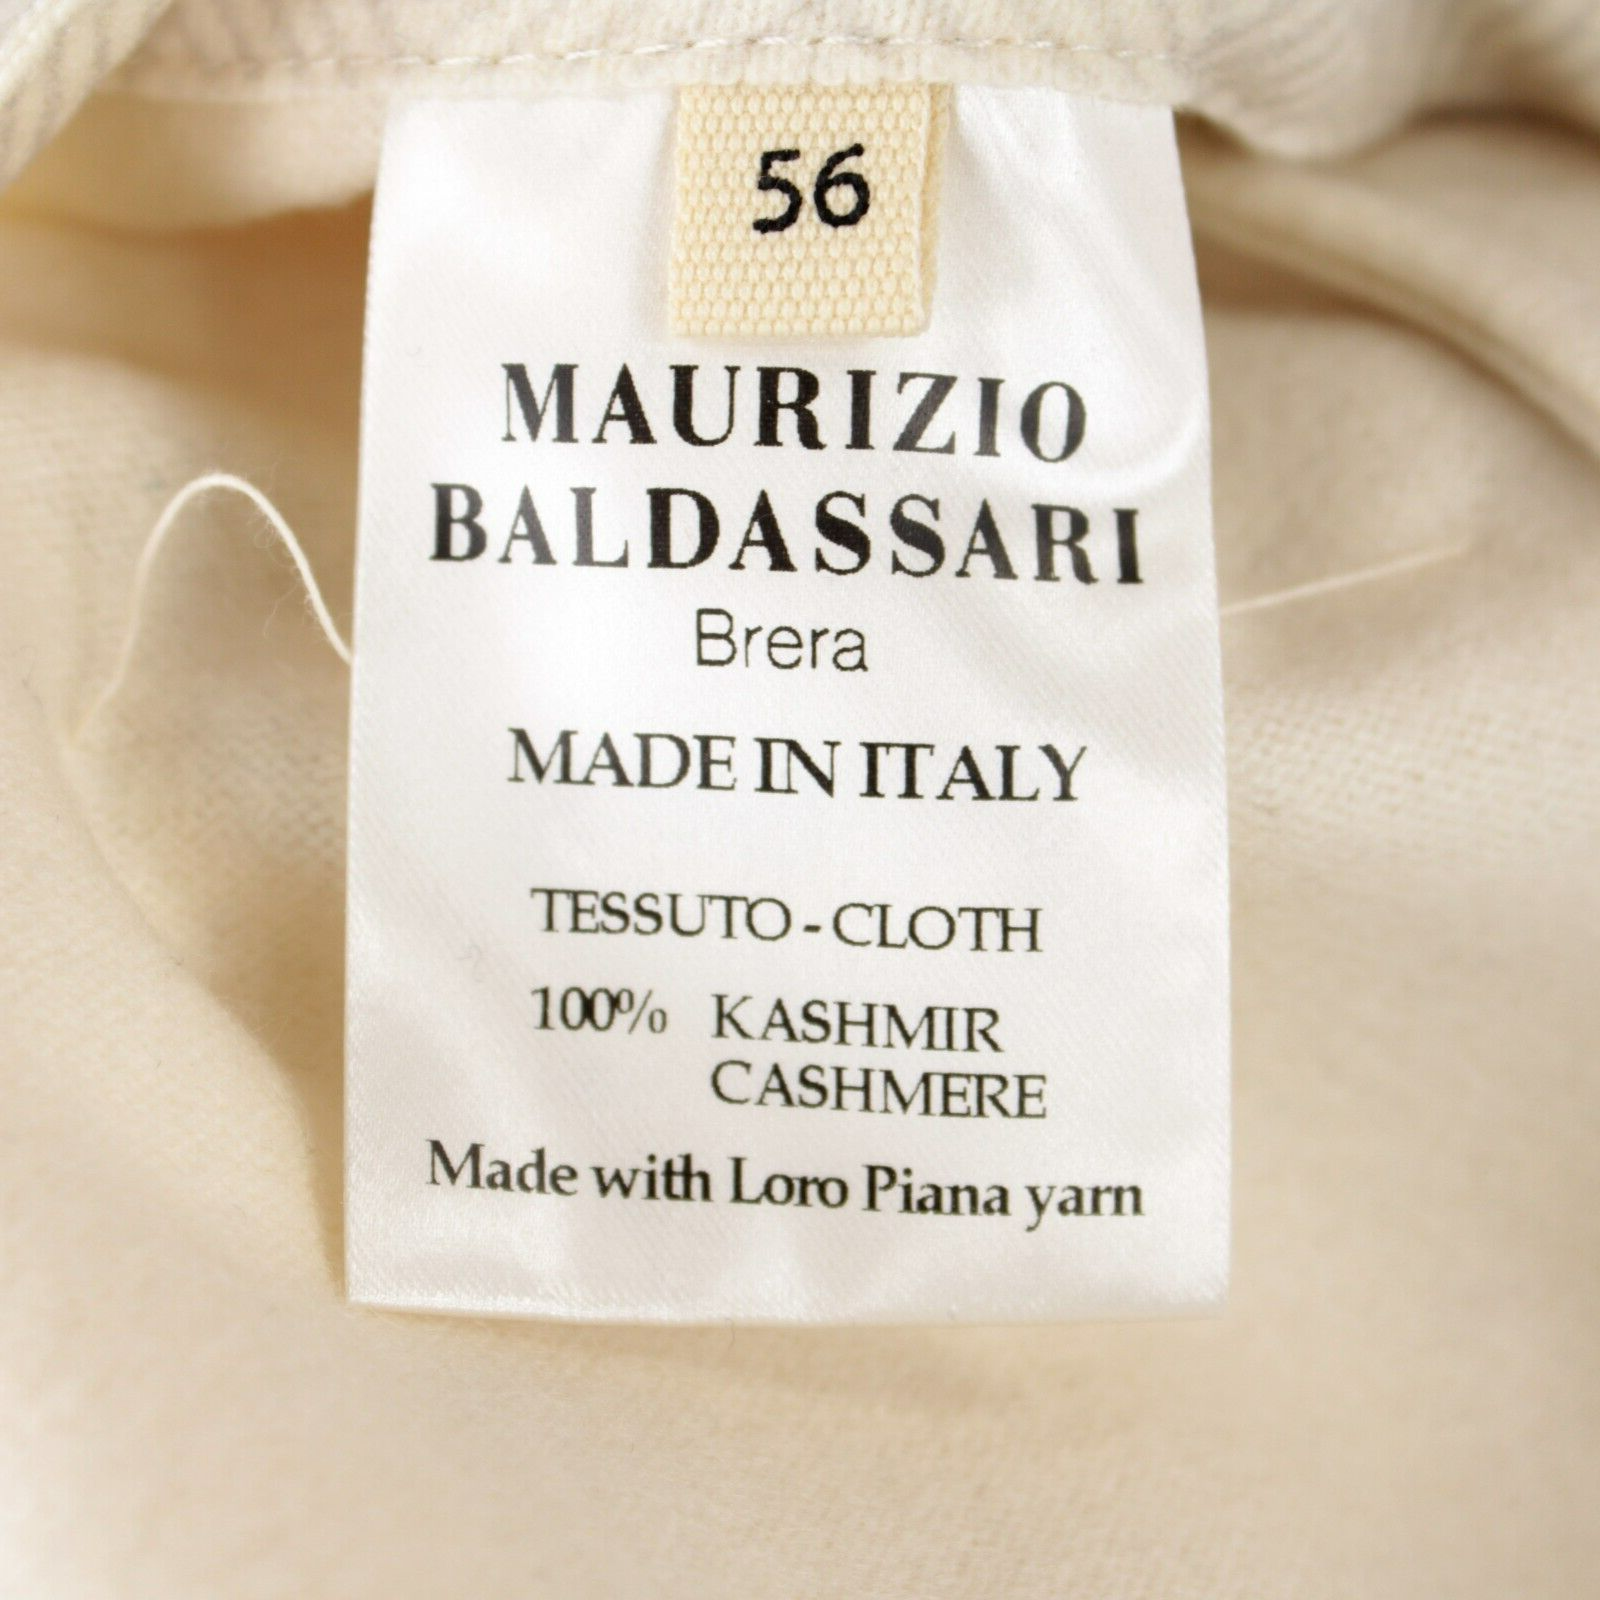 56
MAURIZIO
BALDASSARI
Brera
MADE IN ITALY
TESSUTO - CLOTH
100% KASHMIR
CASHMERE
Made with Loro Piana yarn